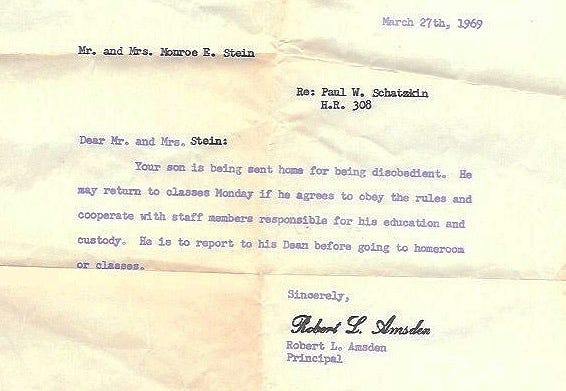 March 27th, 1969
Mr. and Mrs. Monroe E. Stein
Re: Paul W. Schatzkin
H.R. 308
Dear Mr. and Mrs. Stein:
Your son is being sent home for being disobedient. He
may return to classes Monday if he agrees to obey the rules and
cooperate with staff members responsible for his education and
custody. He is to report to his Dean before going to homeroom
or classes.
Sincerely,
Robert L. Amsden
Robert L. Amsden
Principal